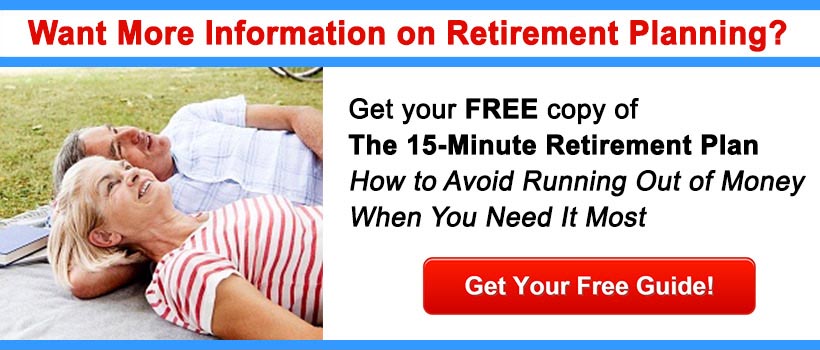 Want More Information on Retirement Planning?
Get your FREE copy of
The 15-Minute Retirement Plan
How to Avoid Running Out of Money
When You Need It Most
Get Your Free Guide!